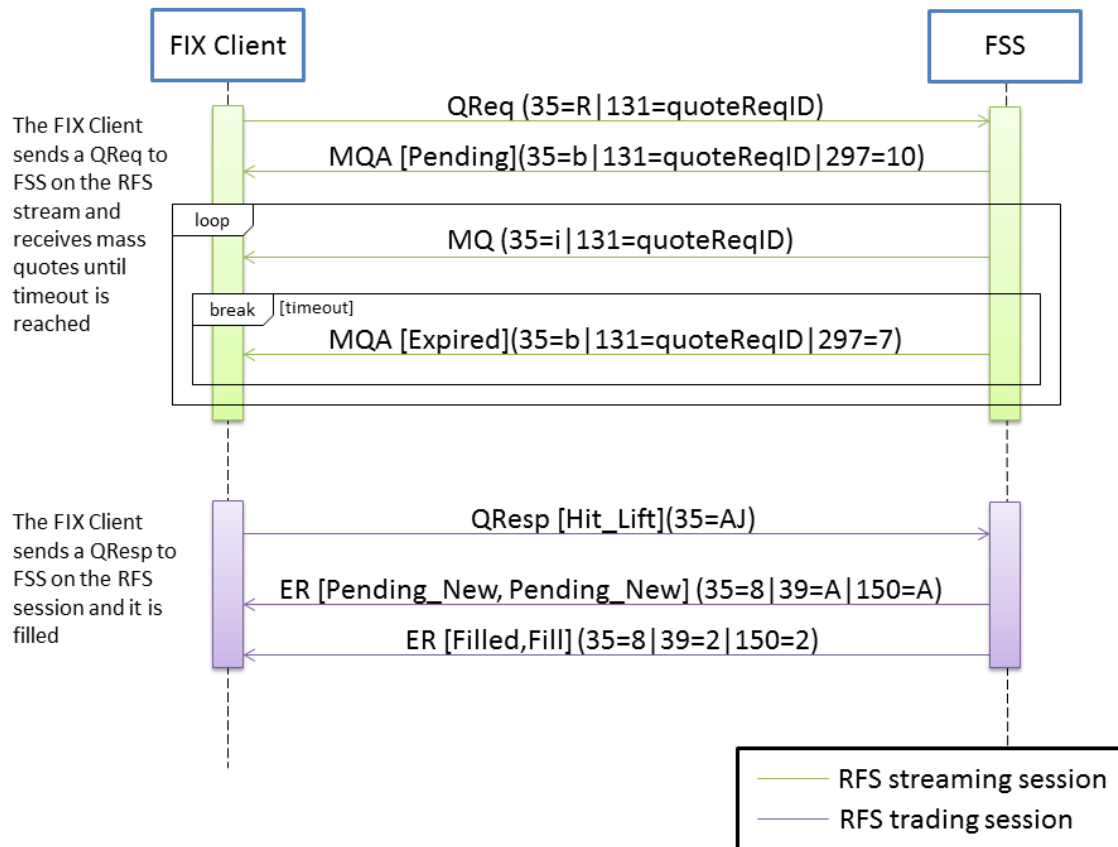 FIX Client
FSS
The FIX Client
sends a QReq to
FSS on the RFS
stream and
receives mass
quotes until
timeout is
reached
QReq (35=R|131=quoteReqID)
MQA [Pending](35=b|131=quoteReqID|297=10)
loop
MQ (35=i|131=quoteReqID)
break
[timeout]
MQA [Expired](35=b|131=quoteReqID|297=7)
The FIX Client
sends a QResp to
FSS on the RFS
session and it is
filled
QResp [Hit_Lift](35=AJ)
ER [Pending_New, Pending_New] (35=8|39=A|150=A)
ER [Filled,Fill] (35=8|39=2|150=2)
RFS streaming session
RFS trading session